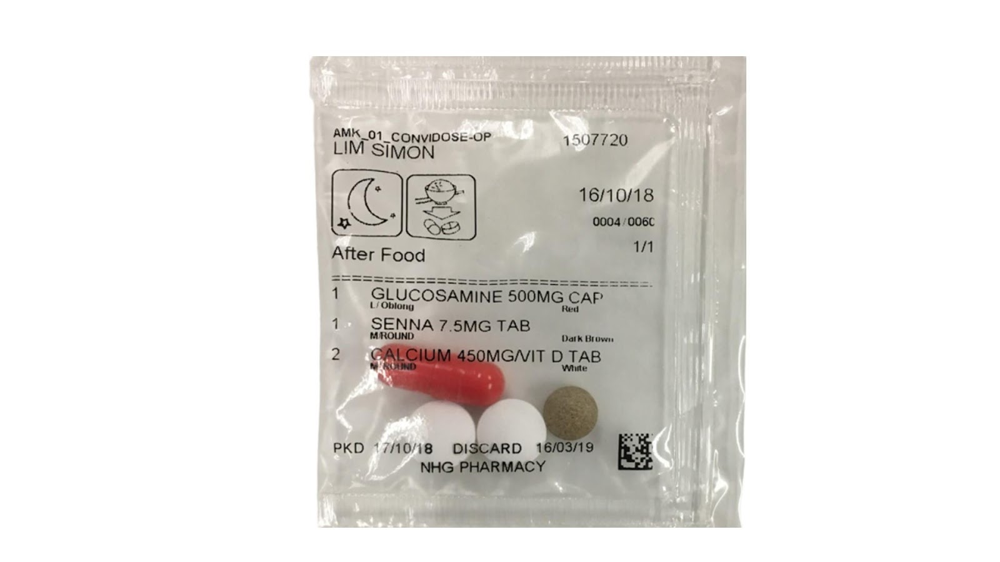 AMK_01_CONVIDOSE-OP 1507720
LIM SIMON
16/10/18
0004/0060
1/1
After Food
1 GLUCOSAMINE 500MG CAP
L/Oblong Red
1 SENNA 7.5MG TAB
M/ROUND Dark Brown
2 CALCIUM 450MG/VIT D TAB
M/ROUND White
PKD 17/10/18 DISCARD 16/03/19
NHG PHARMACY